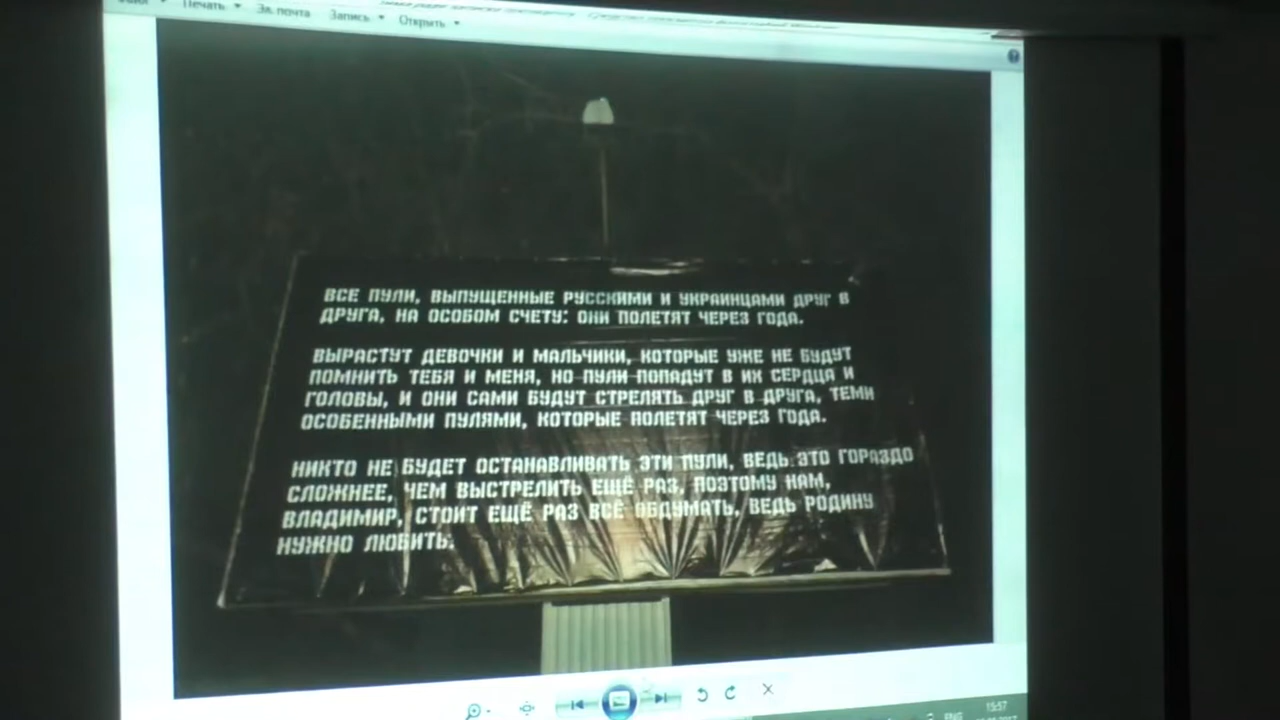 Печать
Эл. почта
Запись
Открыть
ВСЕ ПУЛИ, ВЫПУЩЕННЫЕ РУССКИМИ И УКРАИНЦАМИ ДРУГ В
ДРУГА, НА ОСОБОМ СЧЕТУ: ОНИ ПОЛЕТЯТ ЧЕРЕЗ ГОДА.
ВЫРАСТУТ ДЕВОЧКИ И МАЛЬЧИКИ, КОТОРЫЕ УЖЕ НЕ БУДУТ
ПОМНИТЬ ТЕБЯ И МЕНЯ, НО ПУЛИ ПОПАДУТ В ИХ СЕРДЦА И
ГОЛОВЫ, И ОНИ САМИ БУДУТ СТРЕЛЯТЬ ДРУГ В ДРУГА, ТЕМИ
ОСОБЕННЫМИ ПУЛЯМИ, КОТОРЫЕ ПОЛЕТЯТ ЧЕРЕЗ ГОДА.
НИКТО НЕ БУДЕТ ОСТАНАВЛИВАТЬ ЭТИ ПУЛИ, ВЕДЬ ЭТО ГОРАЗДО
СЛОЖНЕЕ, ЧЕМ ВЫСТРЕЛИТЬ ЕЩЁ РАЗ, ПОЭТОМУ НАМ,
ВЛАДИМИР, СТОИТ ЕЩЁ РАЗ ВСЁ ОБДУМАТЬ, ВЕДЬ РОДИНУ
НУЖНО ЛЮБИТЬ.
ENG
15:57